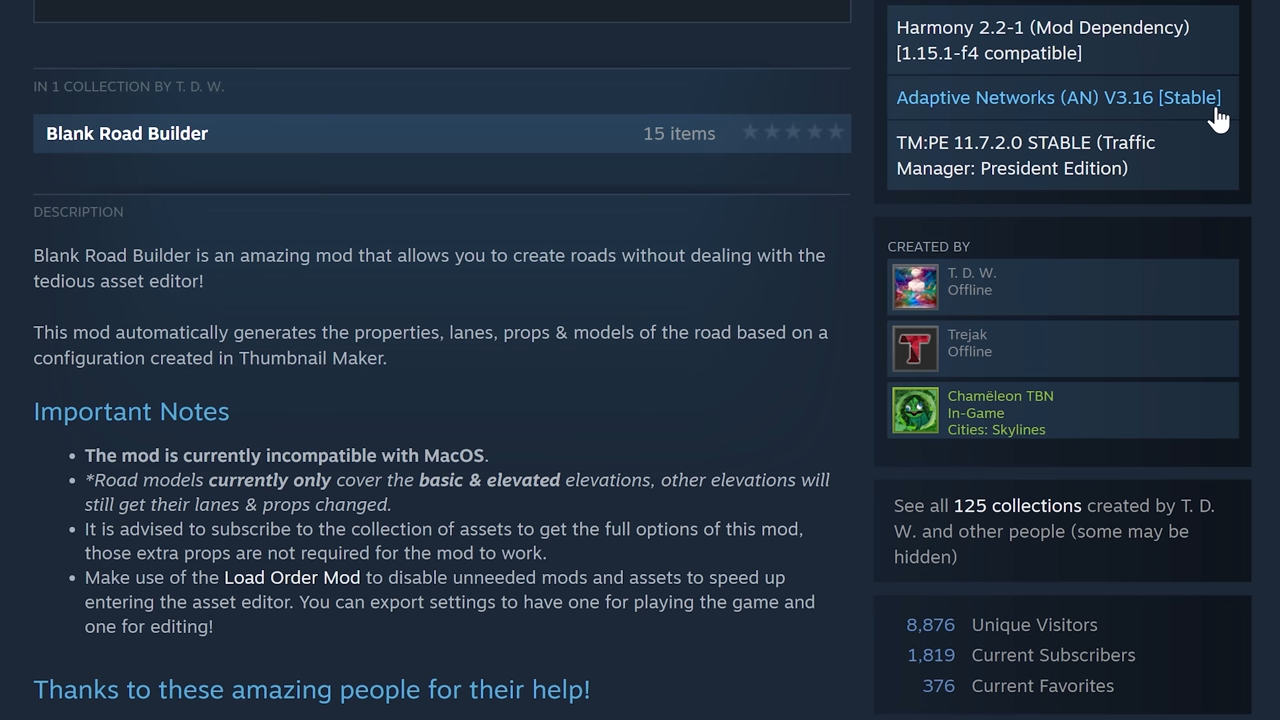 IN 1 COLLECTION BY T. D. W.
Blank Road Builder
15 items
DESCRIPTION
Blank Road Builder is an amazing mod that allows you to create roads without dealing with the
tedious asset editor!
This mod automatically generates the properties, lanes, props & models of the road based on a
configuration created in Thumbnail Maker.
Important Notes
• The mod is currently incompatible with MacOS.
• *Road models currently only cover the basic & elevated elevations, other elevations will
still get their lanes & props changed.
• It is advised to subscribe to the collection of assets to get the full options of this mod,
those extra props are not required for the mod to work.
• Make use of the Load Order Mod to disable unneeded mods and assets to speed up
entering the asset editor. You can export settings to have one for playing the game and
one for editing!
Thanks to these amazing people for their help!
Harmony 2.2-1 (Mod Dependency)
[1.15.1-f4 compatible]
Adaptive Networks (AN) V3.16 [Stable]
TM:PE 11.7.2.0 STABLE (Traffic
Manager: President Edition)
CREATED BY
T. D. W.
Offline
Trejak
Offline
Chamëleon TBN
In-Game
Cities: Skylines
See all 125 collections created by T. D.
W. and other people (some may be
hidden)
8,876 Unique Visitors
1,819 Current Subscribers
376 Current Favorites